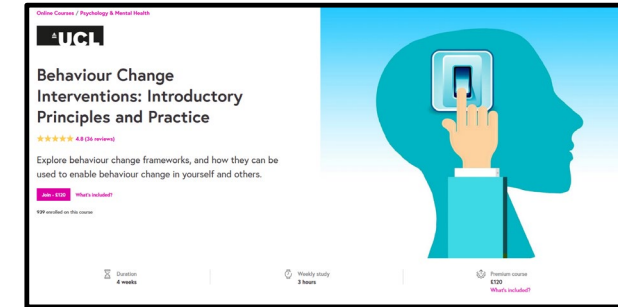 Online Courses / Psychology & Mental Health
UCL
Behaviour Change
Interventions: Introductory
Principles and Practice
4.8 (36 reviews)
Explore behaviour change frameworks, and how they can be
used to enable behaviour change in yourself and others.
Join - £120 What's included?
939 enrolled on this course
Duration
4 weeks
Weekly study
3 hours
Premium course
£120
What's included?